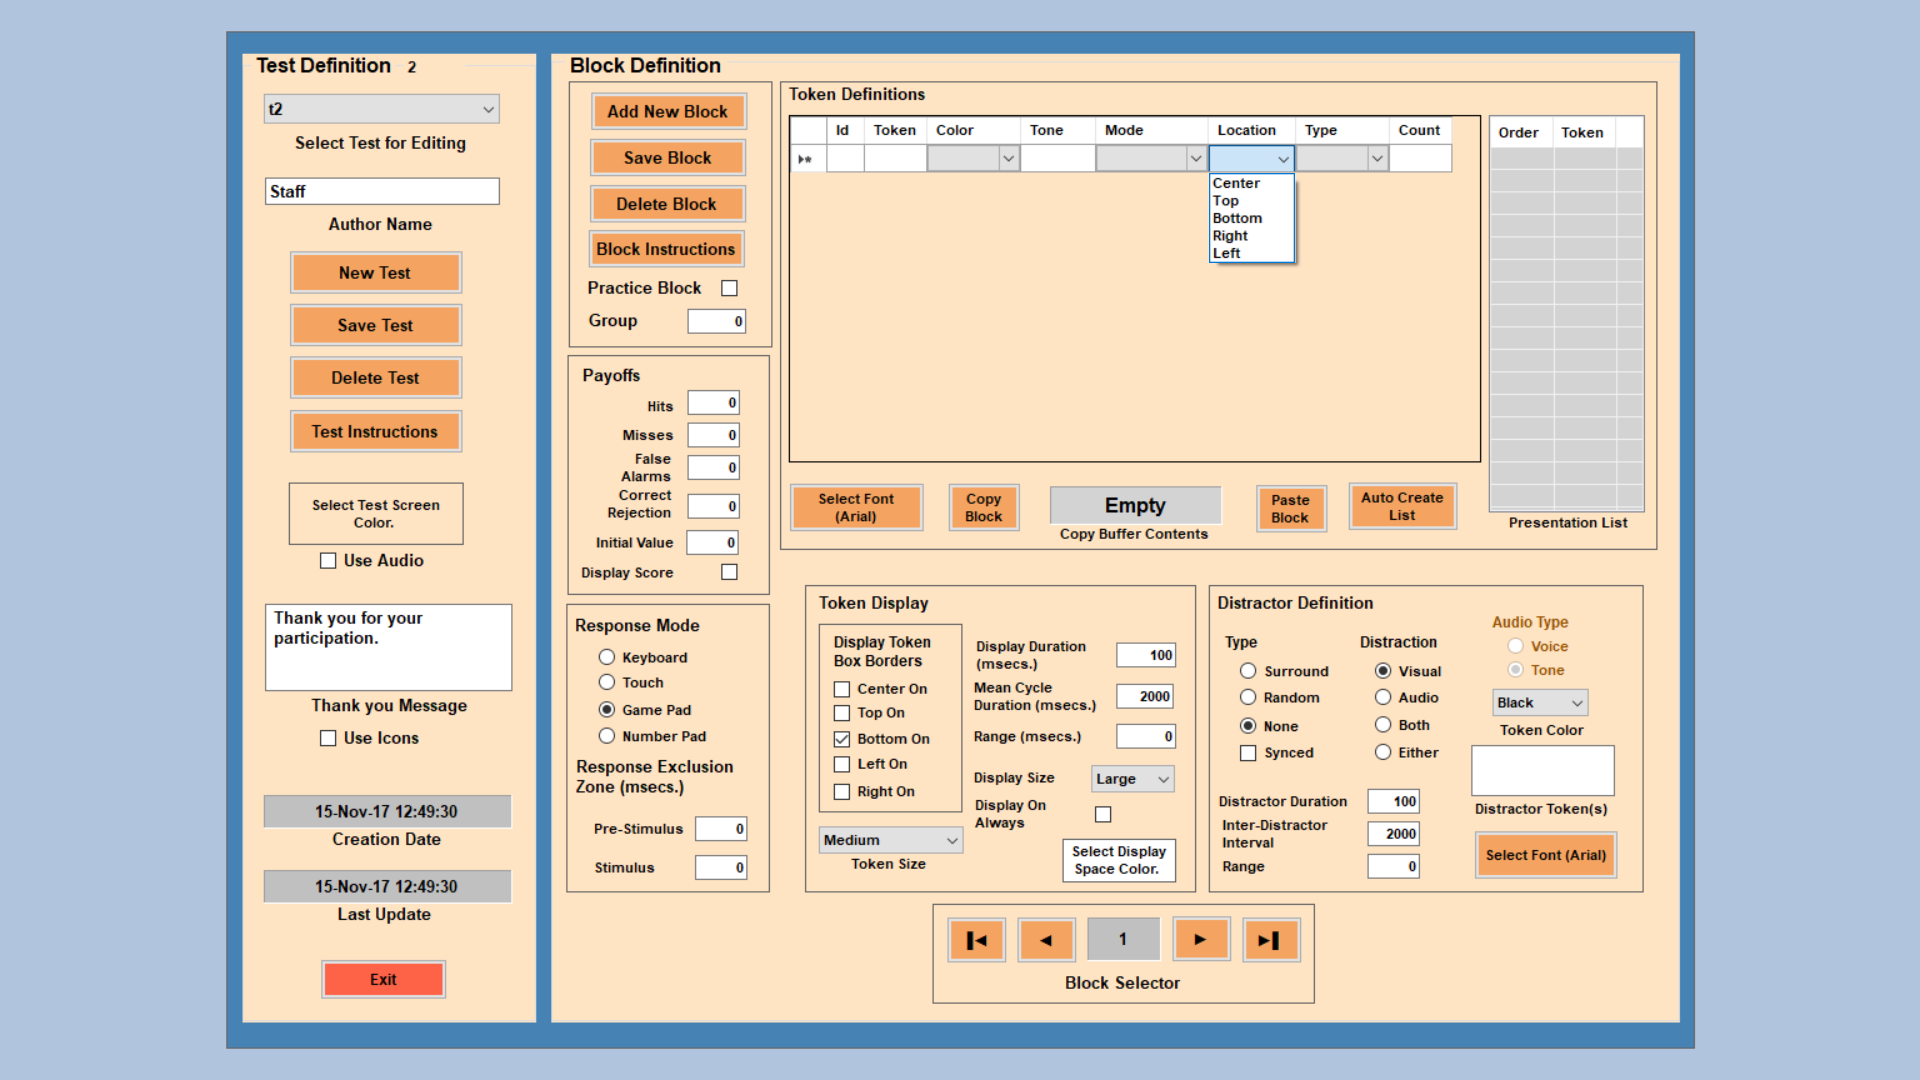 Test Definition 2
t2
Select Test for Editing
Staff
Author Name
New Test
Save Test
Delete Test
Test Instructions
Select Test Screen
Color.
Use Audio
Thank you for your
participation.
Thank you Message
Use Icons
15-Nov-17 12:49:30
Creation Date
15-Nov-17 12:49:30
Last Update
Exit
Block Definition
Add New Block
Save Block
Delete Block
Block Instructions
Practice Block
Group 0
Payoffs
Hits 0
Misses 0
False
Alarms 0
Correct
Rejection 0
Initial Value 0
Display Score
Response Mode
Keyboard
Touch
Game Pad
Number Pad
Response Exclusion
Zone (msecs.)
Pre-Stimulus 0
Stimulus 0
Token Definitions
Id Token Color Tone Mode Location Type Count
Center
Top
Bottom
Right
Left
Order Token
Presentation List
Select Font
(Arial)
Copy
Block
Empty
Copy Buffer Contents
Paste
Block
Auto Create
List
Token Display
Display Token
Box Borders
Center On
Top On
Bottom On
Left On
Right On
Medium
Token Size
Display Duration
(msecs.) 100
Mean Cycle
Duration (msecs.) 2000
Range (msecs.) 0
Display Size Large
Display On
Always
Select Display
Space Color.
Distractor Definition
Type
Surround
Random
None
Synced
Distraction
Visual
Audio
Both
Either
Audio Type
Voice
Tone
Black
Token Color
Distractor Token(s)
Distractor Duration 100
Inter-Distractor
Interval 2000
Range 0
Select Font (Arial)
1
Block Selector